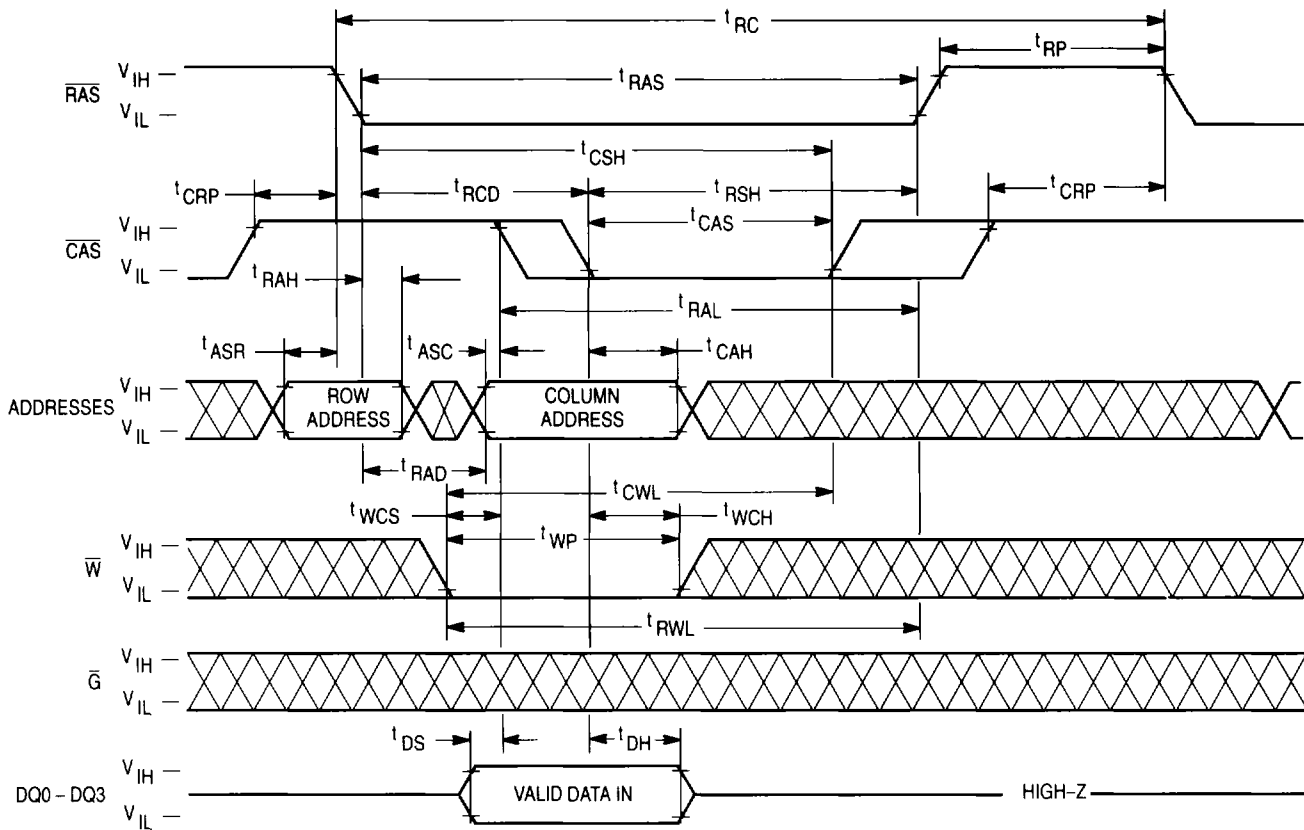 tRC
tRP
VIH
RAS
VIL
tRAS
tCSH
tCRP
tRCD
tRSH
tCRP
tCAS
VIH
CAS
VIL
tRAH
tRAL
tASR
tASC
tCAH
VIH
ADDRESSES
VIL
ROW ADDRESS
COLUMN ADDRESS
tRAD
tCWL
tWCS
tWCH
tWP
VIH
W
VIL
tRWL
VIH
G
VIL
tDS
tDH
VIH
DQ0 – DQ3
VIL
VALID DATA IN
HIGH–Z